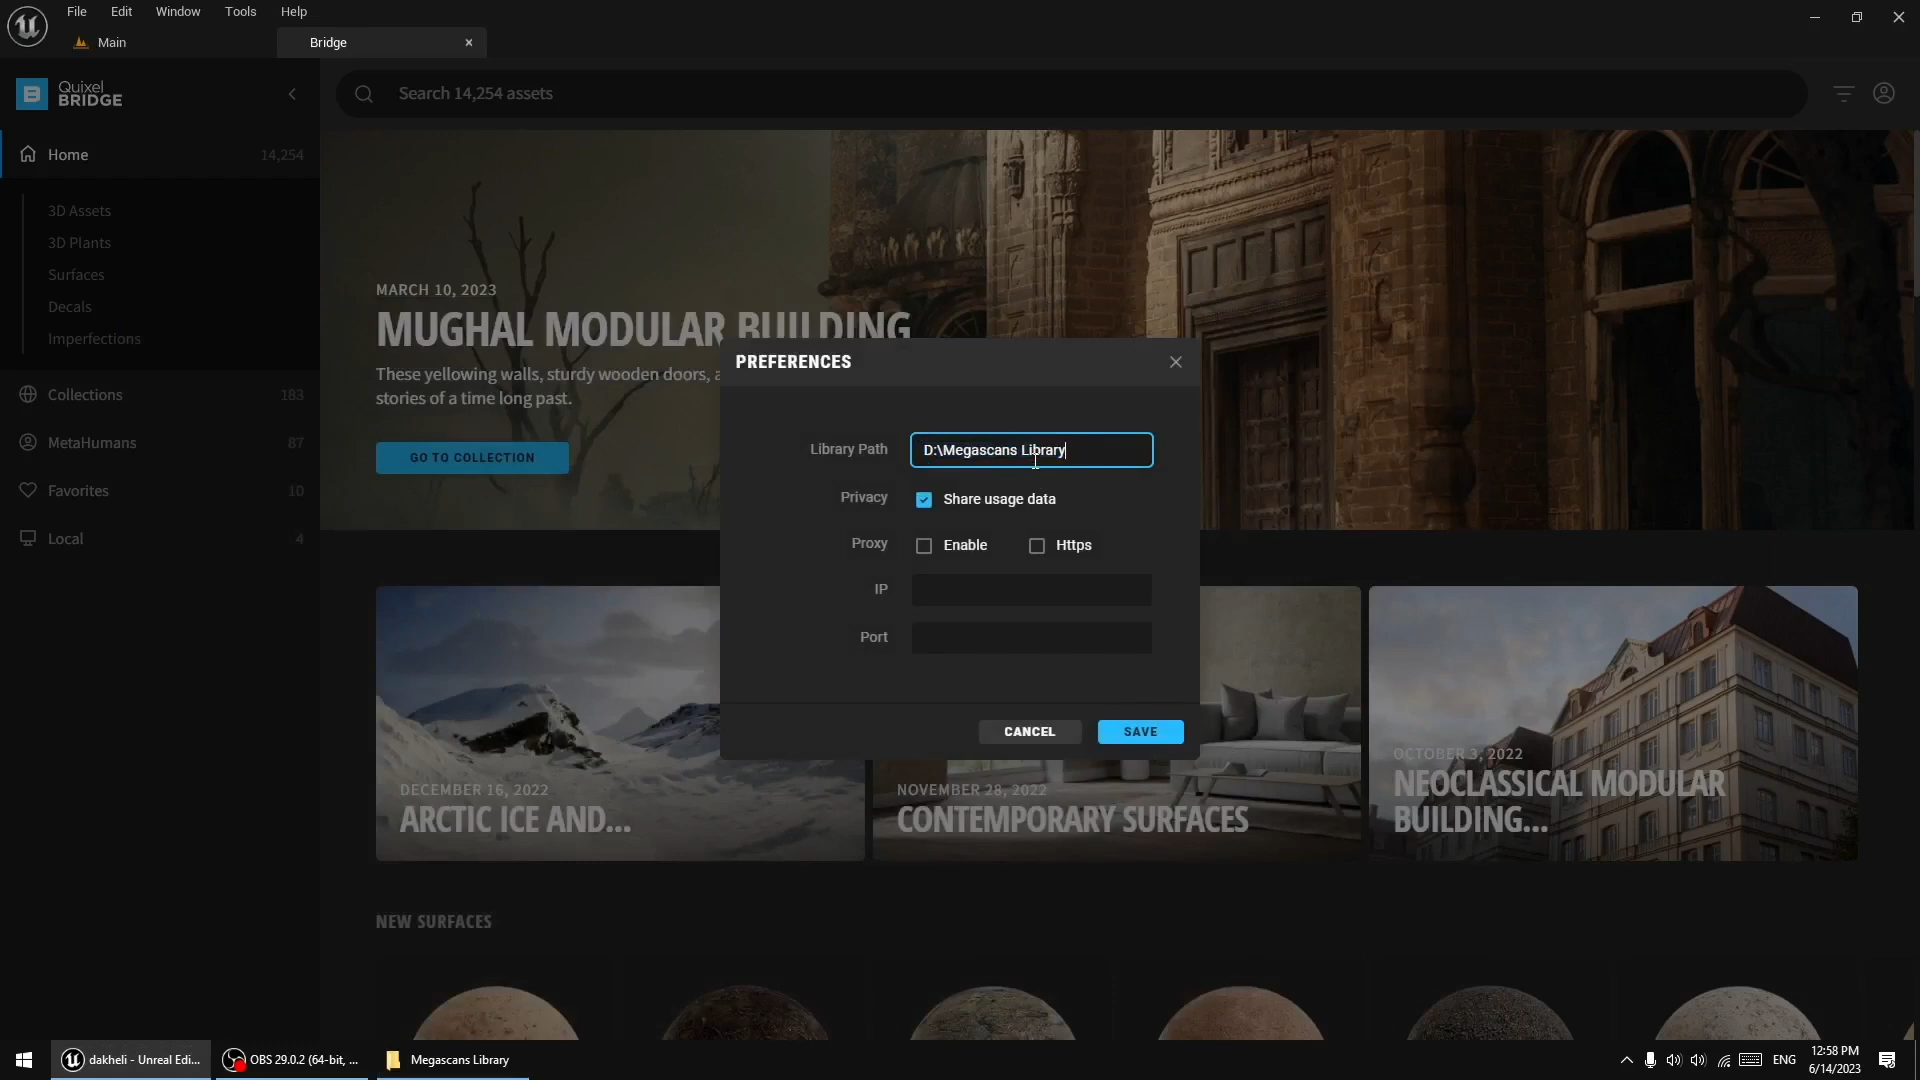 File Edit Window Tools Help
Main
Bridge
Quixel
BRIDGE
Search 14,254 assets
Home 14,254
3D Assets
3D Plants
Surfaces
Decals
Imperfections
Collections 183
MetaHumans 87
Favorites 10
Local 4
MARCH 10, 2023
MUGHAL MODULAR BUILDING
These yellowing walls, sturdy wooden doors, a
stories of a time long past.
GO TO COLLECTION
PREFERENCES
Library Path D:\Megascans Library
Privacy Share usage data
Proxy Enable Https
IP
Port
CANCEL SAVE
DECEMBER 16, 2022
ARCTIC ICE AND...
NOVEMBER 28, 2022
CONTEMPORARY SURFACES
OCTOBER 3, 2022
NEOCLASSICAL MODULAR
BUILDING...
NEW SURFACES
dakheli - Unreal Edi...
OBS 29.0.2 (64-bit, ...
Megascans Library
ENG
12:58 PM
6/14/2023